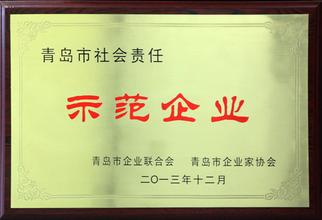 青岛市社会责任
示范企业
青岛市企业联合会 青岛市企业家协会
二〇一三年十二月